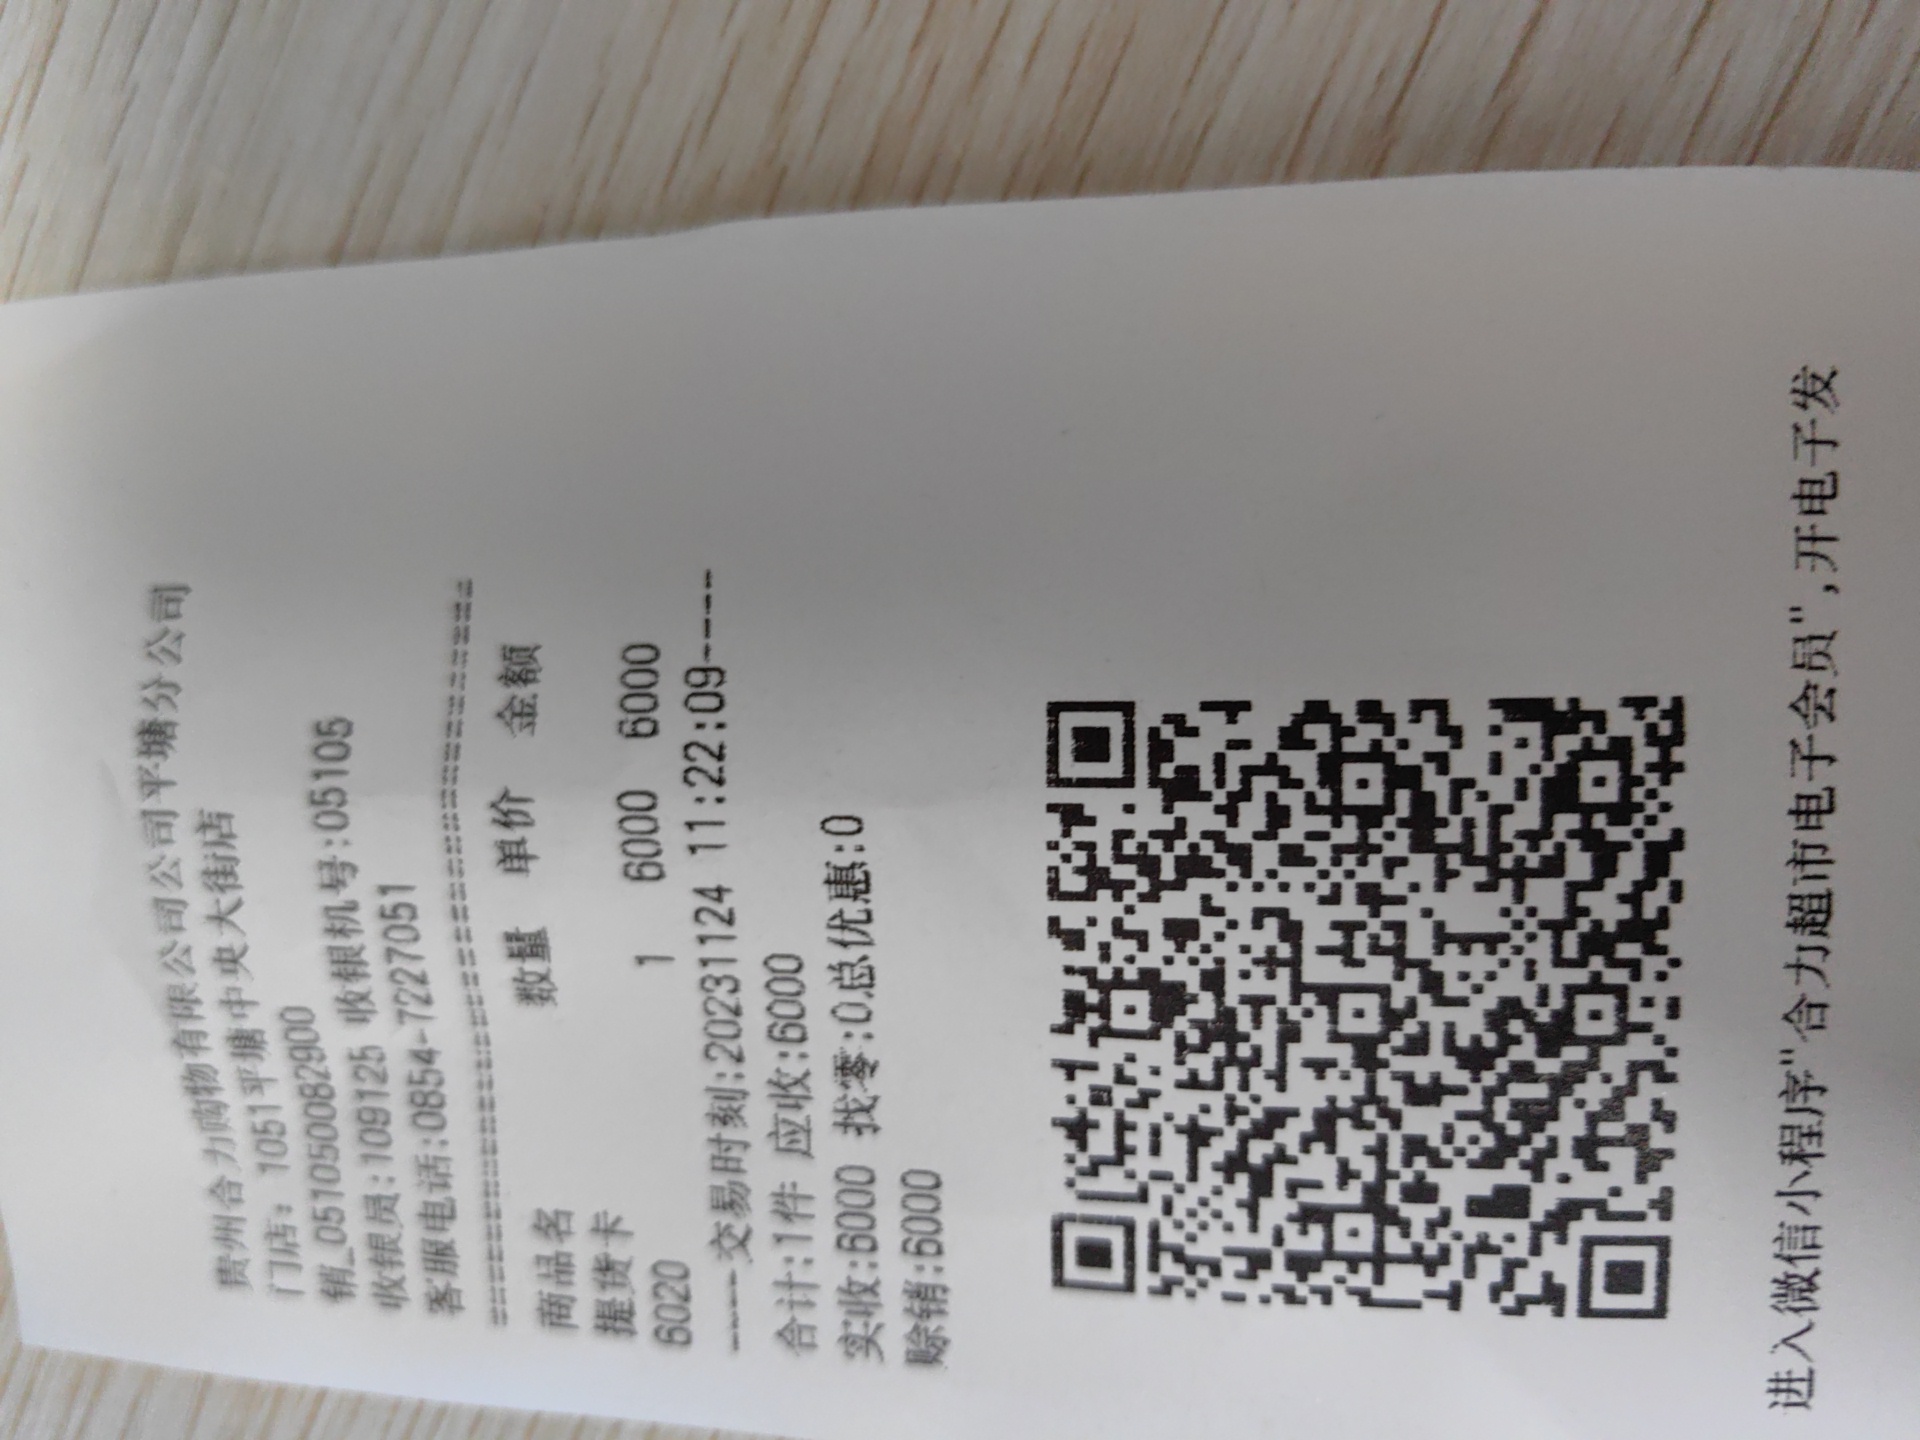 贵州合力购物有限公司公司平塘分公司
门店：1051平塘中央大街店
销_0510500082900
收银员:109125 收银机号:05105
客服电话:0854-7227051
商品名 数量 单价 金额
提货卡
6020 1 6000 6000
-----交易时刻:20231124 11:22:09-----
合计:1件 应收:6000
实收:6000 找零:0总优惠:0
赊销:6000
进入微信小程序"合力超市电子会员",开电子发